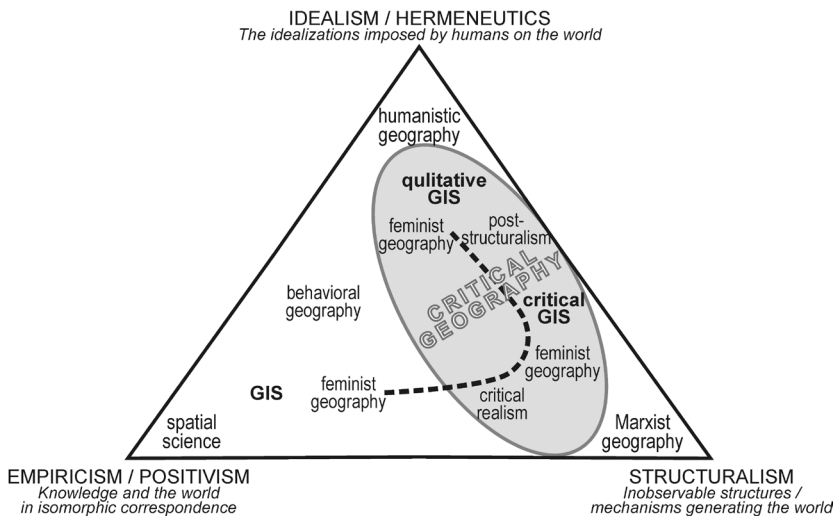 IDEALISM / HERMENEUTICS
The idealizations imposed by humans on the world
humanistic
geography
qulitative
GIS
feminist
geography
post-
structuralism
CRITICAL
GEOGRAPHY
behavioral
geography
critical
GIS
feminist
geography
GIS
feminist
geography
critical
realism
spatial
science
Marxist
geography
EMPIRICISM / POSITIVISM
Knowledge and the world
in isomorphic correspondence
STRUCTURALISM
Inobservable structures /
mechanisms generating the world